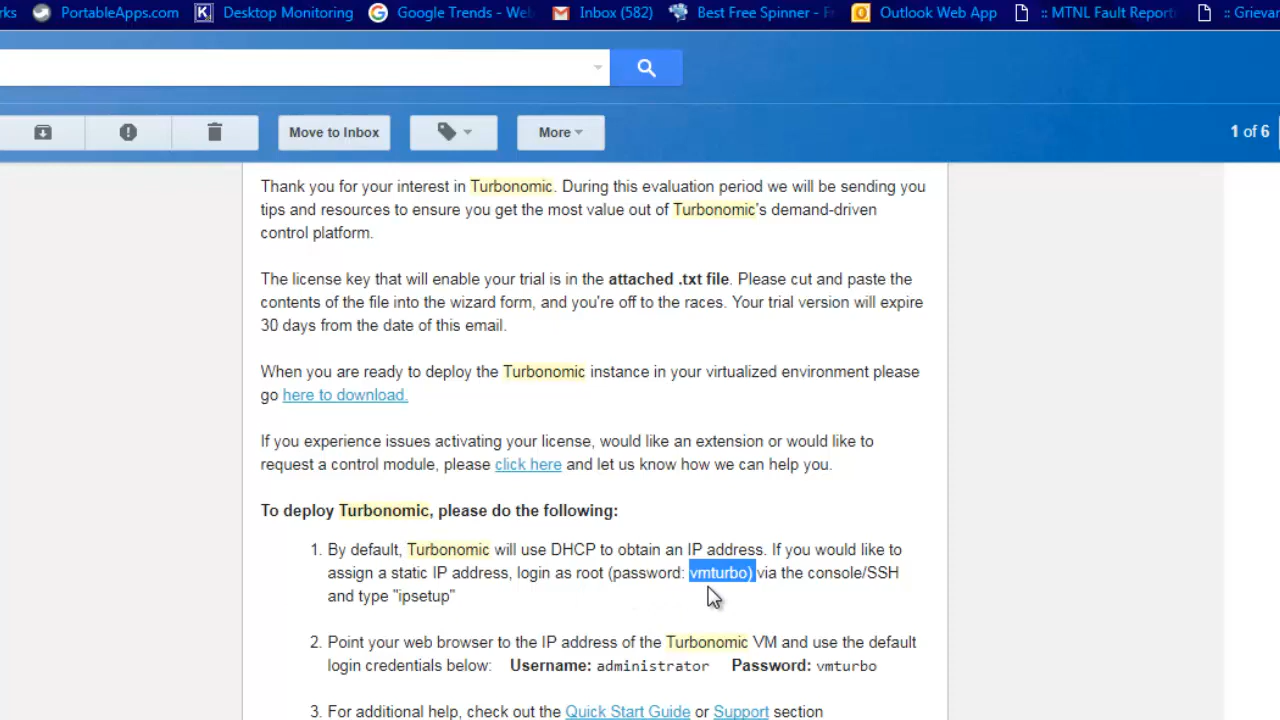 rks PortableApps.com Desktop Monitoring Google Trends - Web Inbox (582) Best Free Spinner - F Outlook Web App :: MTNL Fault Report :: Grievan
Move to Inbox More 1 of 6
Thank you for your interest in Turbonomic. During this evaluation period we will be sending you
tips and resources to ensure you get the most value out of Turbonomic's demand-driven
control platform.
The license key that will enable your trial is in the attached .txt file. Please cut and paste the
contents of the file into the wizard form, and you're off to the races. Your trial version will expire
30 days from the date of this email.
When you are ready to deploy the Turbonomic instance in your virtualized environment please
go here to download.
If you experience issues activating your license, would like an extension or would like to
request a control module, please click here and let us know how we can help you.
To deploy Turbonomic, please do the following:
1. By default, Turbonomic will use DHCP to obtain an IP address. If you would like to
assign a static IP address, login as root (password: vmturbo) via the console/SSH
and type "ipsetup"
2. Point your web browser to the IP address of the Turbonomic VM and use the default
login credentials below: Username: administrator Password: vmturbo
3. For additional help, check out the Quick Start Guide or Support section